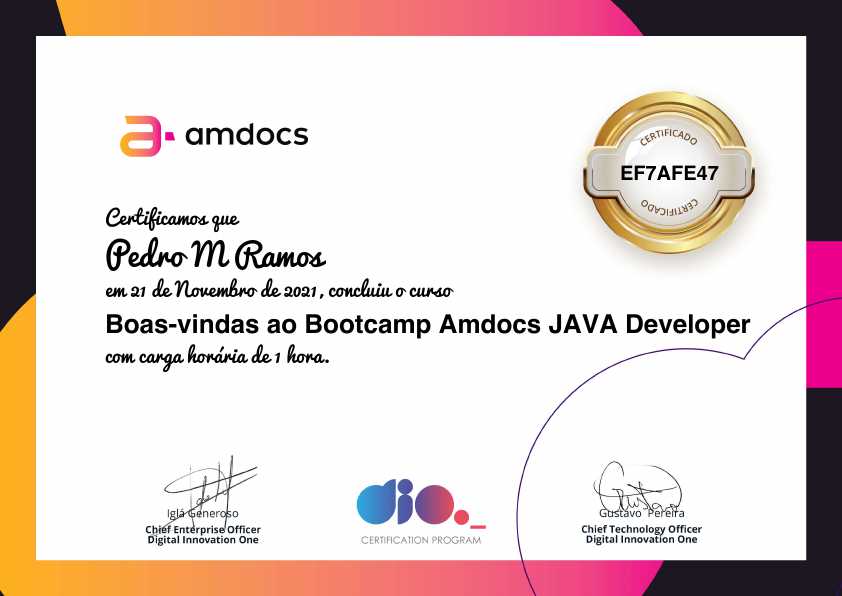 amdocs
CERTIFICADO
EF7AFE47
CERTIFICADO
Certificamos que
Pedro M Ramos
em 21 de Novembro de 2021, concluiu o curso
Boas-vindas ao Bootcamp Amdocs JAVA Developer
com carga horária de 1 hora.
Iglá Generoso
Chief Enterprise Officer
Digital Innovation One
dio._
CERTIFICATION PROGRAM
Gustavo Pereira
Chief Technology Officer
Digital Innovation One